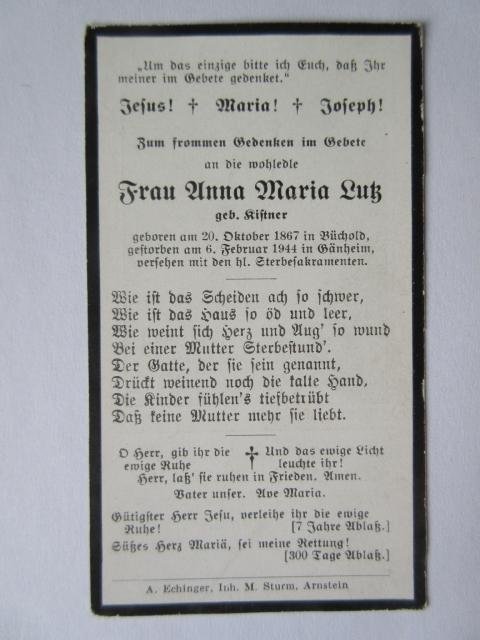 „Um das einzige bitte ich Euch, daß Ihr
meiner im Gebete gedenket."
Jesus! † Maria! † Joseph!
Zum frommen Gedenken im Gebete
an die wohledle
Frau Anna Maria Lutz
geb. Kistner
geboren am 20. Oktober 1867 in Büchold,
gestorben am 6. Februar 1944 in Gänheim,
versehen mit den hl. Sterbesakramenten.
Wie ist das Scheiden ach so schwer,
Wie ist das Haus so öd und leer,
Wie weint sich Herz und Aug' so wund
Bei einer Mutter Sterbestund'.
Der Gatte, der sie sein genannt,
Drückt weinend noch die kalte Hand,
Die Kinder fühlen's tiefbetrübt
Daß keine Mutter mehr sie liebt.
O Herr, gib ihr die † Und das ewige Licht
ewige Ruhe leuchte ihr!
Herr, laß' sie ruhen in Frieden. Amen.
Vater unser. Ave Maria.
Gütigster Herr Jesu, verleihe ihr die ewige
Ruhe! [7 Jahre Ablaß.]
Süßes Herz Mariä, sei meine Rettung!
[300 Tage Ablaß.]
A. Echinger, Inh. M. Sturm, Arnstein